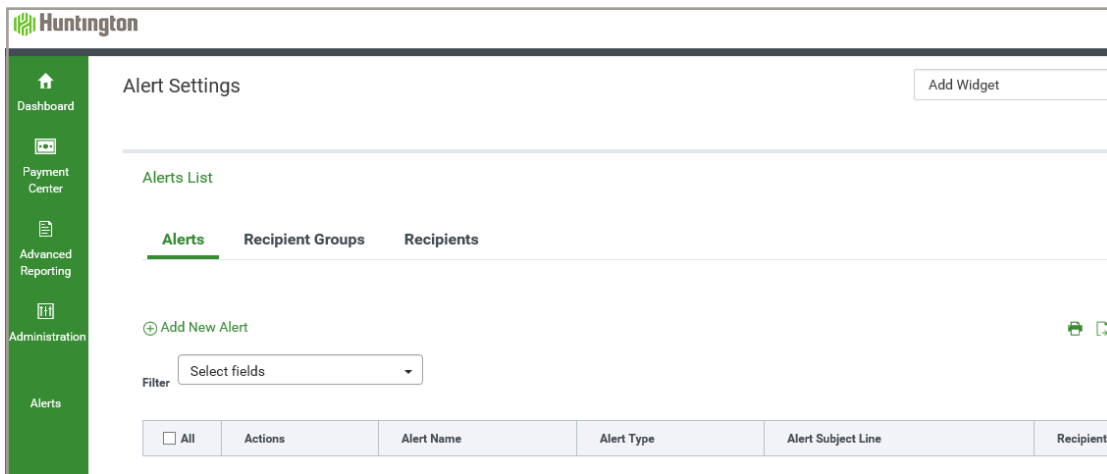 Huntington
Dashboard
Payment
Center
Advanced
Reporting
Administration
Alerts
Alert Settings
Add Widget
Alerts List
Alerts Recipient Groups Recipients
Add New Alert
Filter Select fields
All Actions Alert Name Alert Type Alert Subject Line Recipient